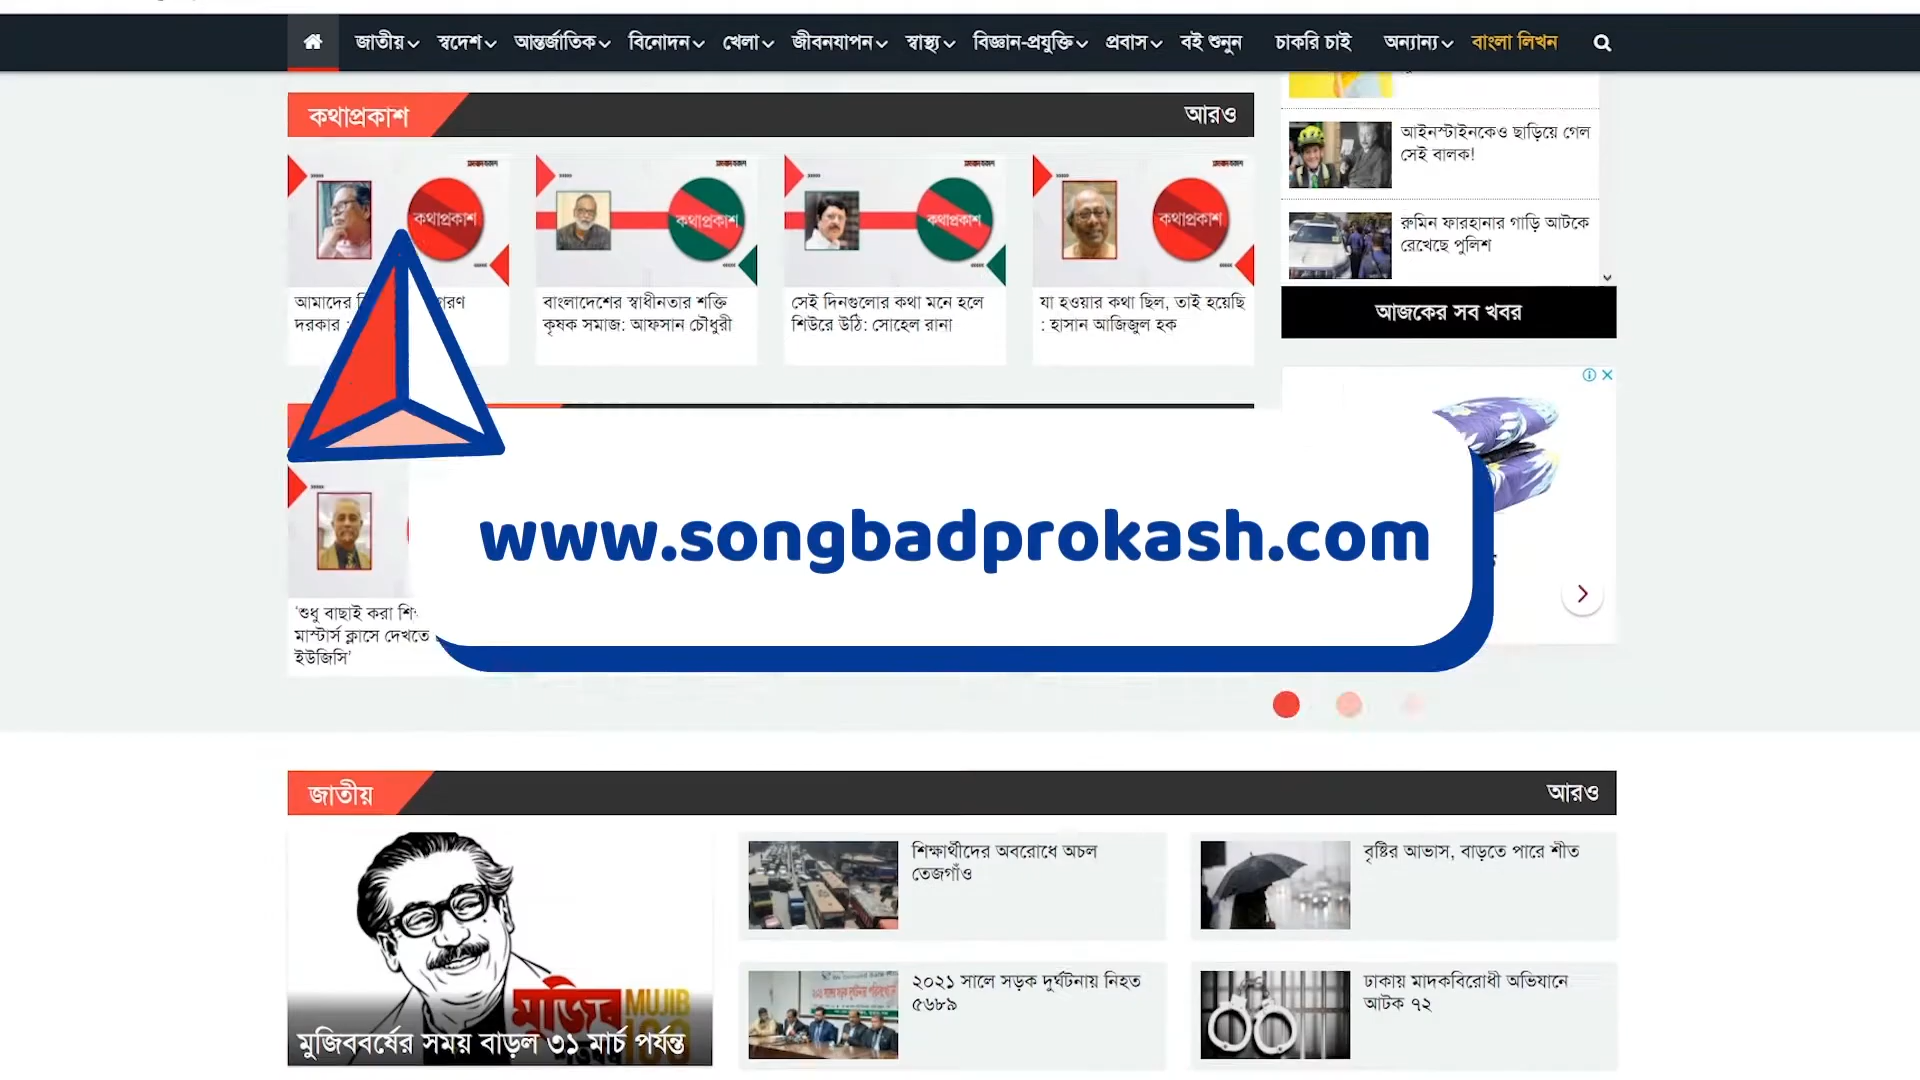 জাতীয়
স্বদেশ
আন্তর্জাতিক
বিনোদন
খেলা
জীবনযাপন
স্বাস্থ্য
বিজ্ঞান-প্রযুক্তি
প্রবাস
বই শুনুন
চাকরি চাই
অন্যান্য
বাংলা লিখন
কথাপ্রকাশ
আরও
কথাপ্রকাশ
কথাপ্রকাশ
কথাপ্রকাশ
কথাপ্রকাশ
আমাদের
দরকার :
বাংলাদেশের স্বাধীনতার শক্তি
কৃষক সমাজ: আফসান চৌধুরী
সেই দিনগুলোর কথা মনে হলে
শিউরে উঠি: সোহেল রানা
যা হওয়ার কথা ছিল, তাই হয়েছি
: হাসান আজিজুল হক
আইনস্টাইনকেও ছাড়িয়ে গেল
সেই বালক!
রুমিন ফারহানার গাড়ি আটকে
রেখেছে পুলিশ
আজকের সব খবর
www.songbadprokash.com
‘শুধু বাছাই করা
মাস্টার্স ক্লাসে দেখতে
ইউজিসি’
জাতীয়
আরও
মুজিব MUJIB
100
মুজিববর্ষের সময় বাড়ল ৩১ মার্চ পর্যন্ত
শিক্ষার্থীদের অবরোধে অচল
তেজগাঁও
২০২১ সালে সড়ক দুর্ঘটনায় নিহত
৫৬৮৯
বৃষ্টির আভাস, বাড়তে পারে শীত
ঢাকায় মাদকবিরোধী অভিযানে
আটক ৭২